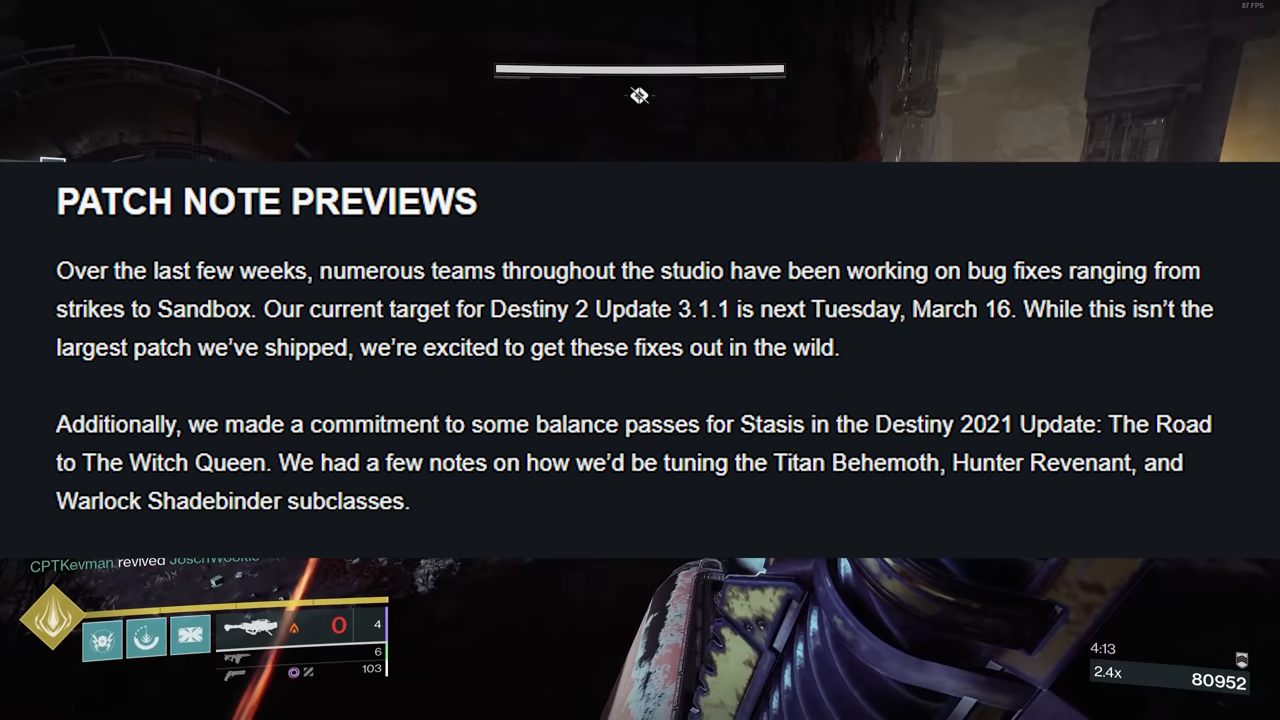 87 FPS
PATCH NOTE PREVIEWS
Over the last few weeks, numerous teams throughout the studio have been working on bug fixes ranging from
strikes to Sandbox. Our current target for Destiny 2 Update 3.1.1 is next Tuesday, March 16. While this isn’t the
largest patch we’ve shipped, we’re excited to get these fixes out in the wild.
Additionally, we made a commitment to some balance passes for Stasis in the Destiny 2021 Update: The Road
to The Witch Queen. We had a few notes on how we’d be tuning the Titan Behemoth, Hunter Revenant, and
Warlock Shadebinder subclasses.
CPTKevman revived JoschWookie
0 4
6
103
4:13
2.4x 80952